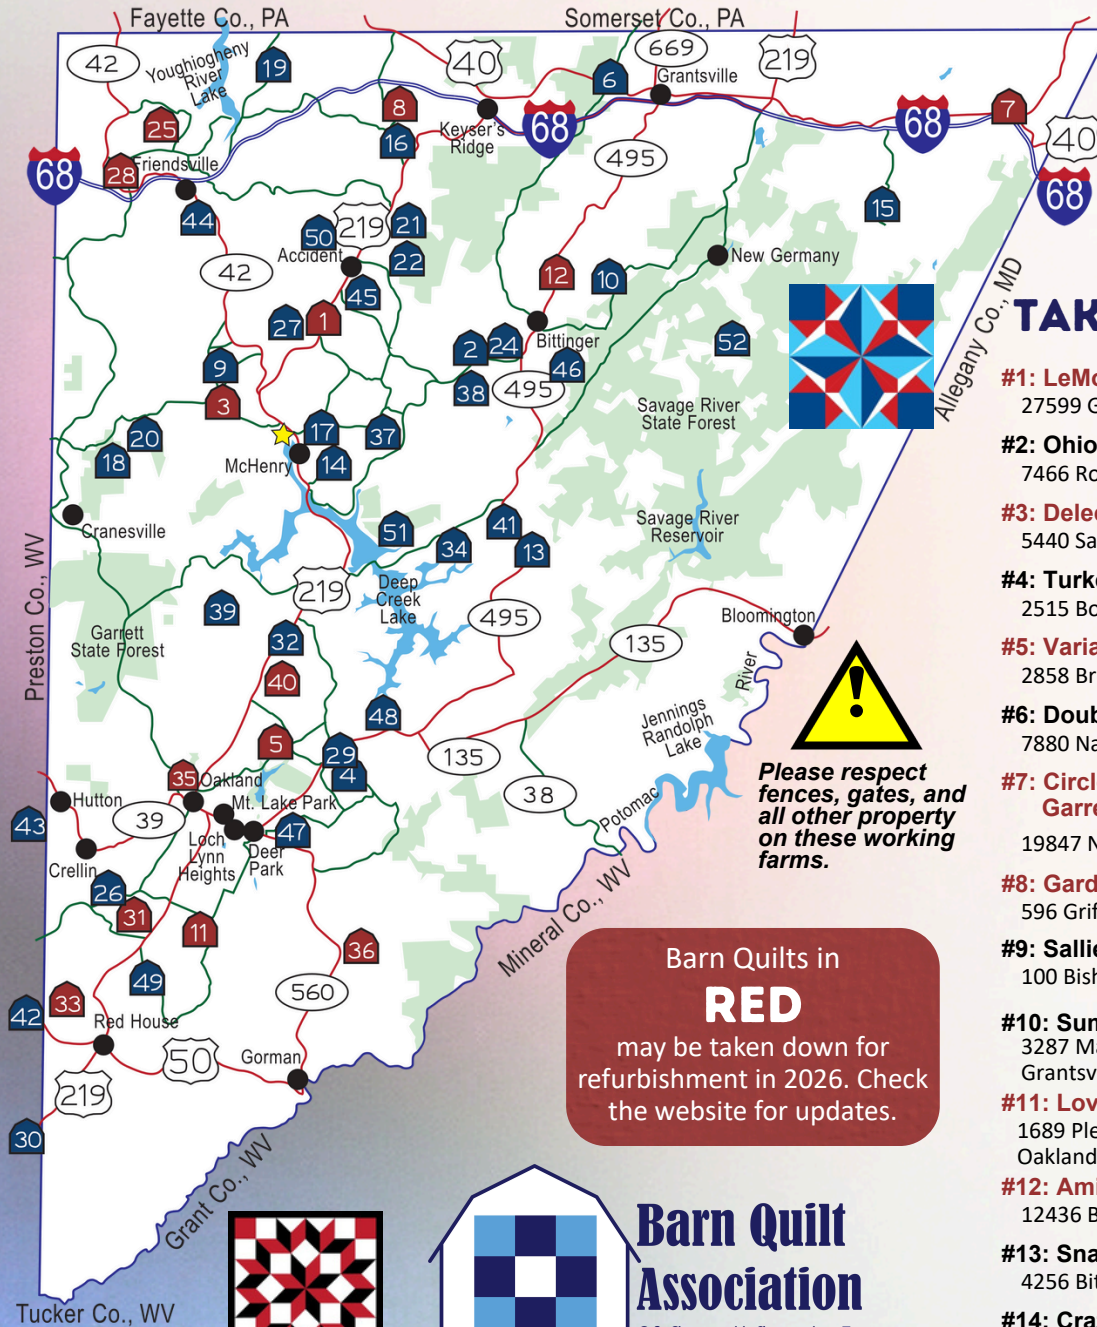 Fayette Co., PA
Somerset Co., PA
42
Youghiogheny
River
Lake
19
40
669
219
6
Grantsville
8
7
25
68
68
40
16
Keyser's
Ridge
495
68
28
Friendsville
68
44
50
219
21
15
Accident
22
New Germany
42
12
10
45
27
1
Bittinger
52
2
24
46
9
38
495
3
Savage River
State Forest
Allegany Co., MD
20
17
37
18
McHenry
14
Cranesville
51
41
34
13
Savage River
Reservoir
Preston Co., WV
219
Deep
Creek
Lake
39
495
Garrett
State Forest
32
135
Bloomington
40
River
48
Jennings
Randolph
Lake
5
29
135
4
35
Oakland
38
Hutton
Mt. Lake Park
Potomac
43
39
47
Loch
Lynn
Heights
Deer
Park
Crellin
26
31
11
36
Mineral Co., WV
49
560
33
42
Red House
50
Gorman
219
30
Grant Co., WV
Tucker Co., WV
Please respect
fences, gates, and
all other property
on these working
farms.
Barn Quilts in
RED
may be taken down for
refurbishment in 2026. Check
the website for updates.
Barn Quilt
Association
TAK
#1: LeMo
27599 G
#2: Ohio
7466 Ro
#3: Delec
5440 Sa
#4: Turke
2515 Bo
#5: Varia
2858 Br
#6: Doub
7880 Na
#7: Circl
Garre
19847 N
#8: Gard
596 Grif
#9: Sallie
100 Bish
#10: Sun
3287 Ma
Grantsv
#11: Lov
1689 Ple
Oakland
#12: Ami
12436 B
#13: Sna
4256 Bit
#14: Cra